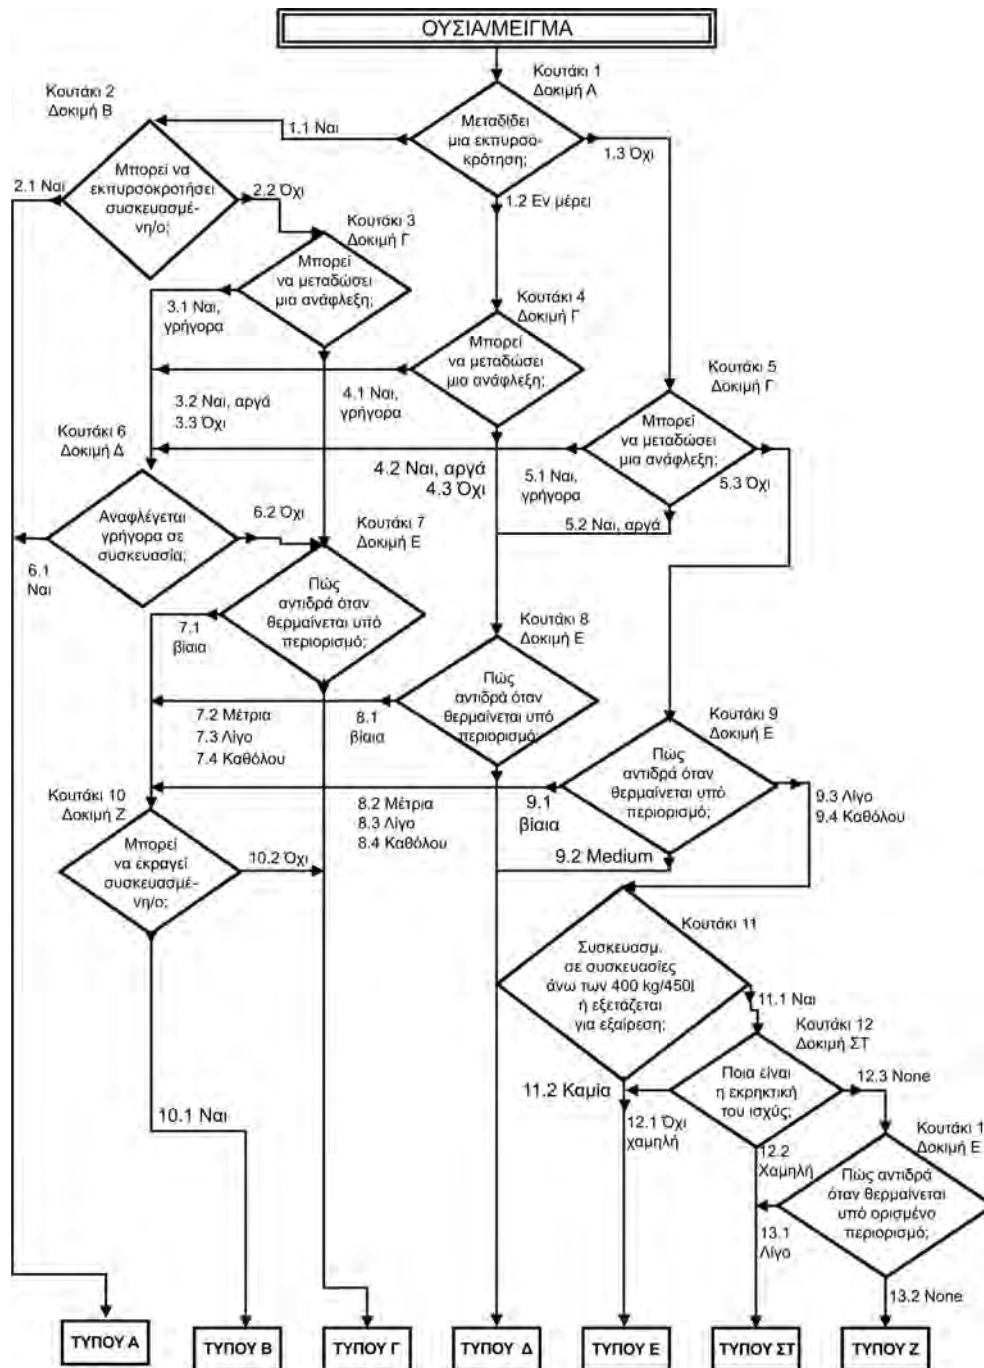 ΟΥΣΙΑ/ΜΕΙΓΜΑ
Κουτάκι 1
Δοκιμή Α
Μεταδίδει
μια εκπυρσο-
κρότηση;
1.1 Ναι
1.3 Όχι
1.2 Εν μέρει
Κουτάκι 2
Δοκιμή Β
Μπορεί να
εκπυρσοκροτήσει
συσκευασμέ-
νη/ο;
2.1 Ναι
2.2 Όχι
Κουτάκι 3
Δοκιμή Γ
Μπορεί
να μεταδώσει
μια ανάφλεξη;
3.1 Ναι,
γρήγορα
3.2 Ναι, αργά
3.3 Όχι
Κουτάκι 4
Δοκιμή Γ
Μπορεί
να μεταδώσει
μια ανάφλεξη;
4.1 Ναι,
γρήγορα
4.2 Ναι, αργά
4.3 Όχι
Κουτάκι 5
Δοκιμή Γ
Μπορεί
να μεταδώσει
μια ανάφλεξη;
5.1 Ναι,
γρήγορα
5.3 Όχι
5.2 Ναι, αργά
Κουτάκι 6
Δοκιμή Δ
Αναφλέγεται
γρήγορα σε
συσκευασία;
6.2 Όχι
6.1
Ναι
Κουτάκι 7
Δοκιμή Ε
Πώς
αντιδρά όταν
θερμαίνεται υπό
περιορισμό;
7.1
βίαια
7.2 Μέτρια
7.3 Λίγο
7.4 Καθόλου
Κουτάκι 8
Δοκιμή Ε
Πώς
αντιδρά όταν
θερμαίνεται υπό
περιορισμό;
8.1
βίαια
8.2 Μέτρια
8.3 Λίγο
8.4 Καθόλου
Κουτάκι 9
Δοκιμή Ε
Πώς
αντιδρά όταν
θερμαίνεται υπό
περιορισμό;
9.1
βίαια
9.3 Λίγο
9.4 Καθόλου
9.2 Medium
Κουτάκι 10
Δοκιμή Ζ
Μπορεί
να εκραγεί
συσκευασμέ-
νη/ο;
10.2 Όχι
10.1 Ναι
Κουτάκι 11
Συσκευασμ.
σε συσκευασίες
άνω των 400 kg/450l
ή εξετάζεται
για εξαίρεση;
11.1 Ναι
11.2 Καμία
Κουτάκι 12
Δοκιμή ΣΤ
Ποια είναι
η εκρηκτική
του ισχύς;
12.3 None
12.1 Όχι
χαμηλή
12.2
Χαμηλή
Κουτάκι 1
Δοκιμή Ε
Πώς αντιδρά
όταν θερμαίνεται
υπό ορισμένο
περιορισμό;
13.1
Λίγο
13.2 None
ΤΥΠΟΥ Α
ΤΥΠΟΥ Β
ΤΥΠΟΥ Γ
ΤΥΠΟΥ Δ
ΤΥΠΟΥ Ε
ΤΥΠΟΥ ΣΤ
ΤΥΠΟΥ Ζ